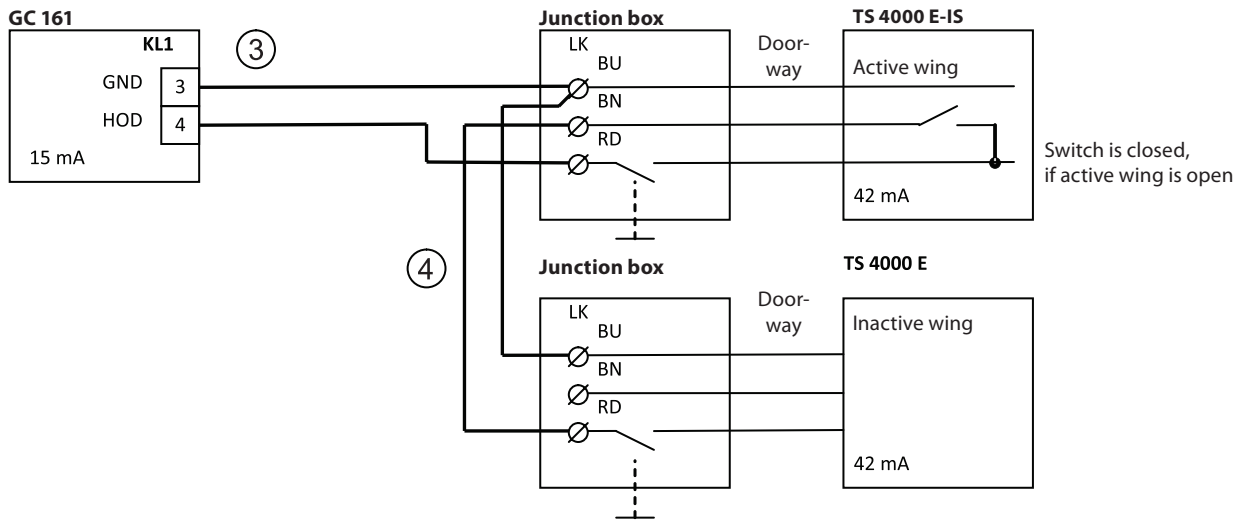 GC 161
KL1
GND
3
HOD
4
15 mA
3
4
Junction box
LK
BU
BN
RD
Door-
way
TS 4000 E-IS
Active wing
42 mA
Switch is closed,
if active wing is open
Junction box
LK
BU
BN
RD
Door-
way
TS 4000 E
Inactive wing
42 mA